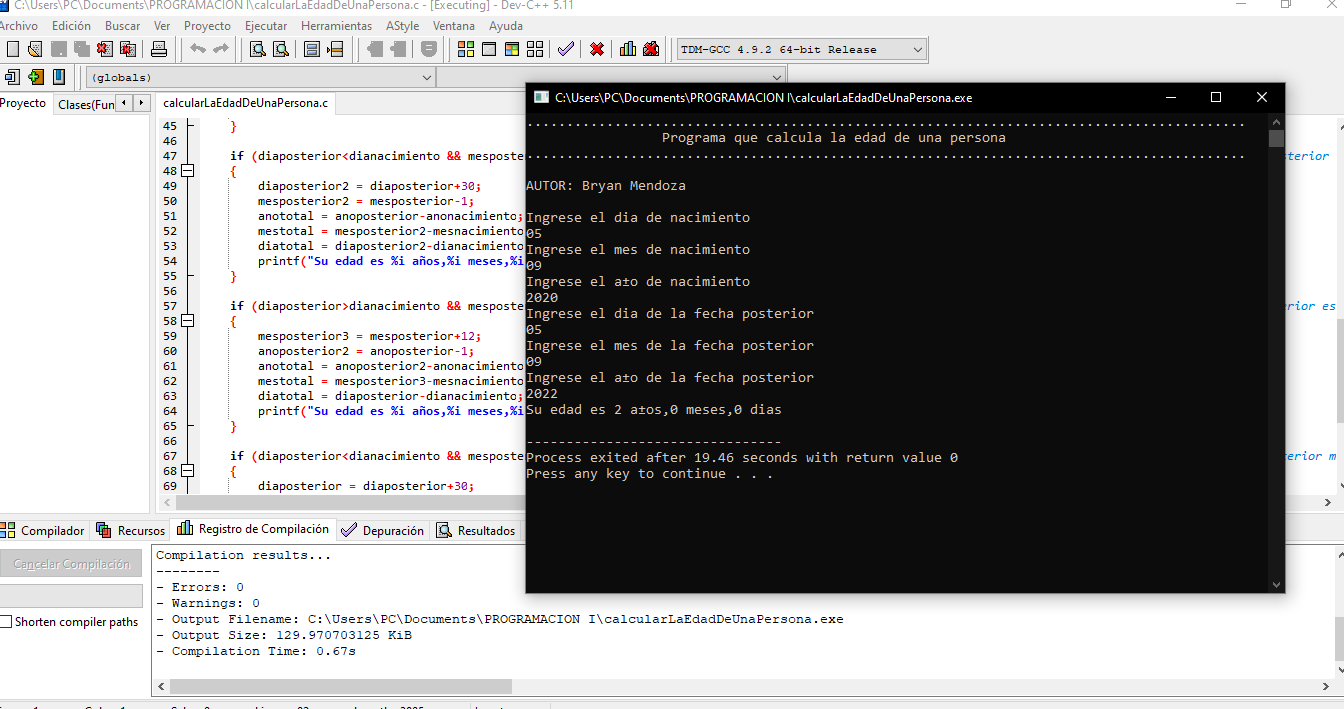 C:\Users\PC\Documents\PROGRAMACION I\calcularLaEdadDeUnaPersona.c - [Executing] - Dev-C++ 5.11
Archivo Edición Buscar Ver Proyecto Ejecutar Herramientas AStyle Ventana Ayuda
TDM-GCC 4.9.2 64-bit Release
(globals)
Proyecto Clases(Fun
calcularLaEdadDeUnaPersona.c
45 }
46
47 if (diaposterior<dianacimiento && mesposte
48 {
49 diaposterior2 = diaposterior+30;
50 mesposterior2 = mesposterior-1;
51 anototal = anoposterior-anonacimiento;
52 mestotal = mesposterior2-mesnacimiento
53 diatotal = diaposterior2-dianacimiento
54 printf("Su edad es %i años,%i meses,%i
55 }
56
57 if (diaposterior>dianacimiento && mesposte
58 {
59 mesposterior3 = mesposterior+12;
60 anoposterior2 = anoposterior-1;
61 anototal = anoposterior2-anonacimiento
62 mestotal = mesposterior3-mesnacimiento
63 diatotal = diaposterior-dianacimiento;
64 printf("Su edad es %i años,%i meses,%i
65 }
66
67 if (diaposterior<dianacimiento && mesposte
68 {
69 diaposterior = diaposterior+30;
terior
rior es
erior m
C:\Users\PC\Documents\PROGRAMACION I\calcularLaEdadDeUnaPersona.exe
..........................................................................................
Programa que calcula la edad de una persona
..........................................................................................
AUTOR: Bryan Mendoza
Ingrese el dia de nacimiento
05
Ingrese el mes de nacimiento
09
Ingrese el a±o de nacimiento
2020
Ingrese el dia de la fecha posterior
05
Ingrese el mes de la fecha posterior
09
Ingrese el a±o de la fecha posterior
2022
Su edad es 2 a±os,0 meses,0 dias
--------------------------------
Process exited after 19.46 seconds with return value 0
Press any key to continue . . .
Compilador Recursos Registro de Compilación Depuración Resultados
Cancelar Compilación
Shorten compiler paths
Compilation results...
--------
- Errors: 0
- Warnings: 0
- Output Filename: C:\Users\PC\Documents\PROGRAMACION I\calcularLaEdadDeUnaPersona.exe
- Output Size: 129.970703125 KiB
- Compilation Time: 0.67s